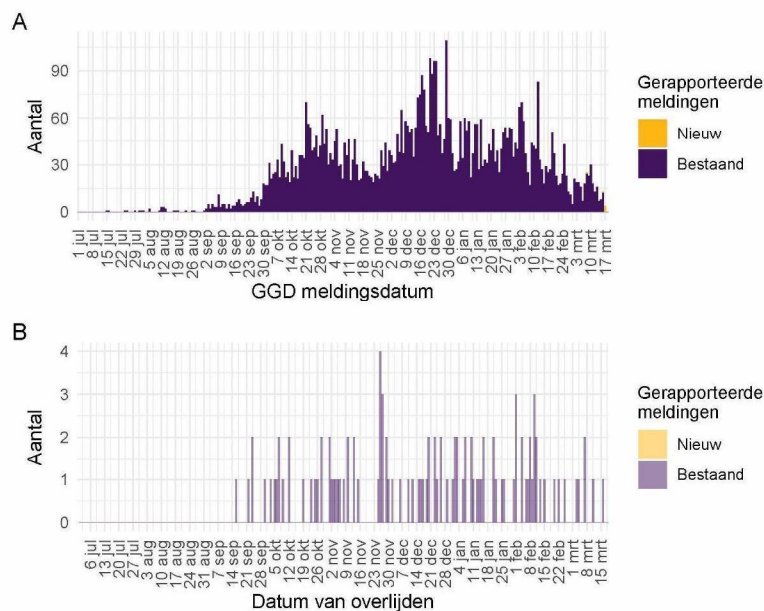 A
Aantal
90
60
30
0
1 jul
8 jul
15 jul
22 jul
29 jul
5 aug
12 aug
19 aug
26 aug
2 sep
9 sep
16 sep
23 sep
30 sep
7 okt
14 okt
21 okt
28 okt
4 nov
11 nov
18 nov
25 nov
2 dec
9 dec
16 dec
23 dec
30 dec
6 jan
13 jan
20 jan
27 jan
3 feb
10 feb
17 feb
24 feb
3 mrt
10 mrt
17 mrt
GGD meldingsdatum
Gerapporteerde
meldingen
Nieuw
Bestaand
B
Aantal
4
3
2
1
0
6 jul
13 jul
20 jul
27 jul
3 aug
10 aug
17 aug
24 aug
31 aug
7 sep
14 sep
21 sep
28 sep
5 okt
12 okt
19 okt
26 okt
2 nov
9 nov
16 nov
23 nov
30 nov
7 dec
14 dec
21 dec
28 dec
4 jan
11 jan
18 jan
25 jan
1 feb
8 feb
15 feb
22 feb
1 mrt
8 mrt
15 mrt
Datum van overlijden
Gerapporteerde
meldingen
Nieuw
Bestaand